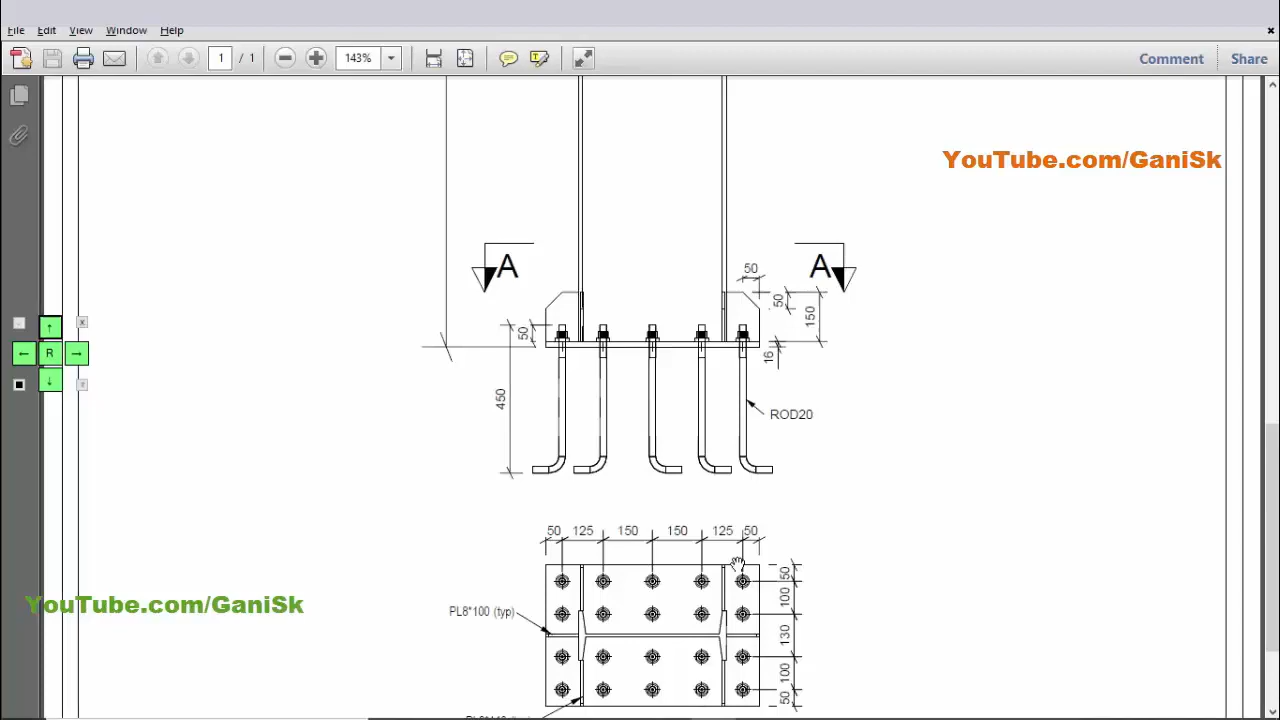 File Edit View Window Help
1 / 1 143% Comment Share
YouTube.com/GaniSk
A A
50
50
150
50
16
450
ROD20
R
50 125 150 150 125 50
50
100
130
100
50
PL8*100 (typ)
YouTube.com/GaniSk